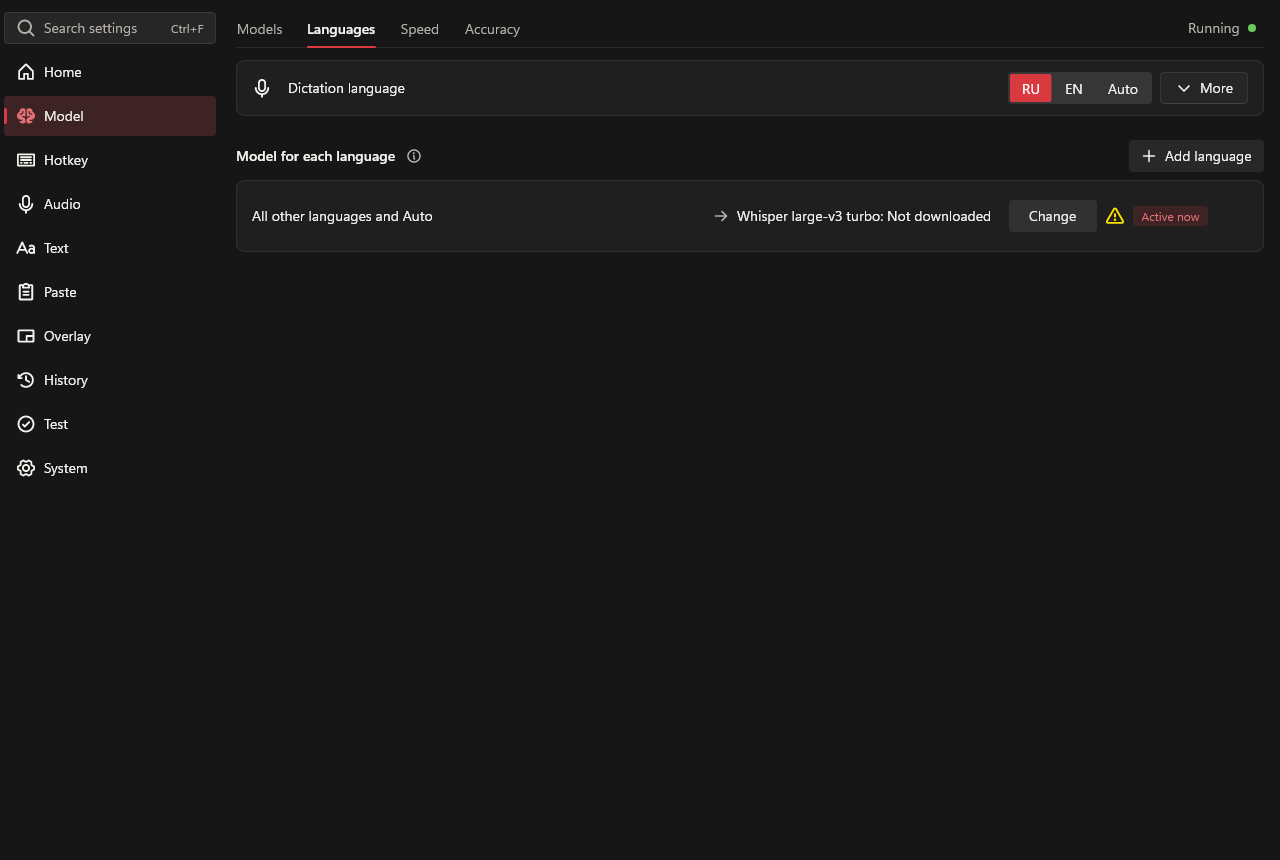 Search settings Ctrl+F
Home
Model
Hotkey
Audio
Aa Text
Paste
Overlay
History
Test
System
Models Languages Speed Accuracy Running
Dictation language RU EN Auto More
Model for each language Add language
All other languages and Auto → Whisper large-v3 turbo: Not downloaded Change Active now